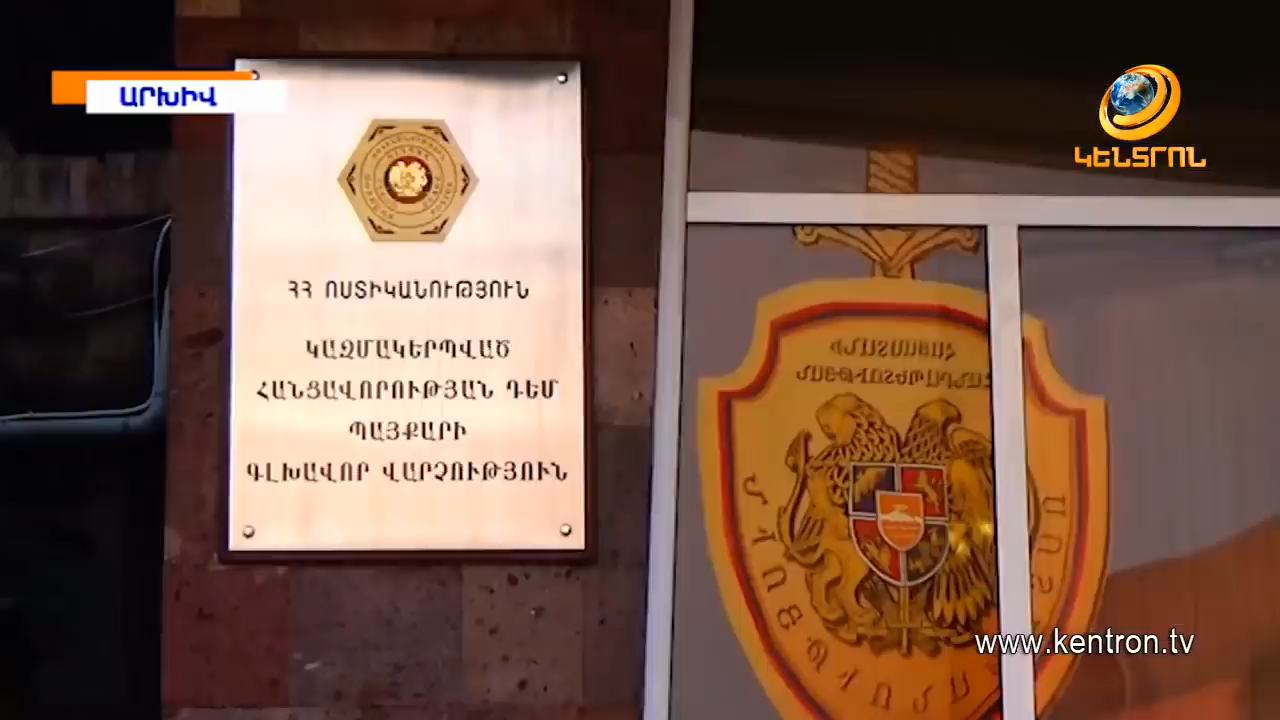 ԱՐԽԻՎ
ԿԵՆՏՐՈՆ
ՀՀ ՈՍՏԻԿԱՆՈՒԹՅՈՒՆ
ԿԱԶՄԱԿԵՐՊՎԱԾ
ՀԱՆՑԱՎՈՐՈՒԹՅԱՆ ԴԵՄ
ՊԱՅՔԱՐԻ
ԳԼԽԱՎՈՐ ՎԱՐՉՈՒԹՅՈՒՆ
www.kentron.tv